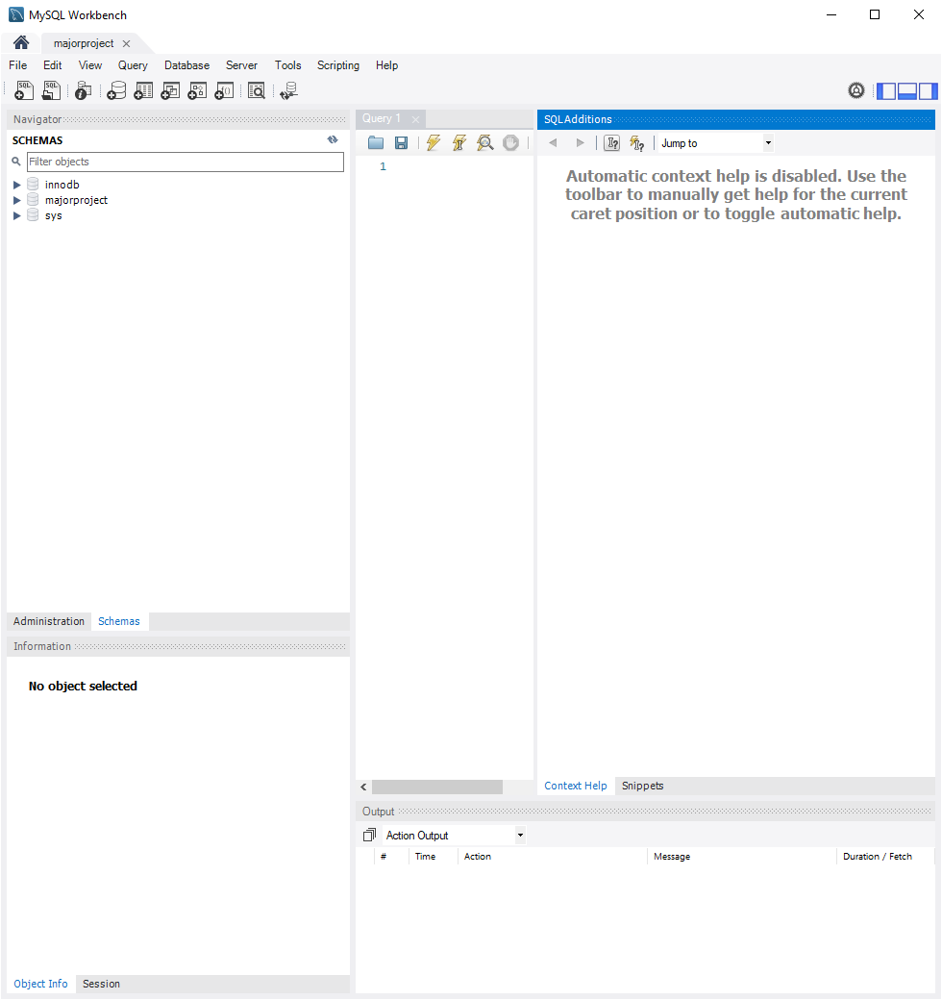 MySQL Workbench
majorproject
File Edit View Query Database Server Tools Scripting Help
Navigator
SCHEMAS
Filter objects
innodb
majorproject
sys
Administration Schemas
Information
No object selected
Object Info Session
Query 1
1
SQLAdditions
Jump to
Automatic context help is disabled. Use the
toolbar to manually get help for the current
caret position or to toggle automatic help.
Context Help Snippets
Output
Action Output
# Time Action Message Duration / Fetch